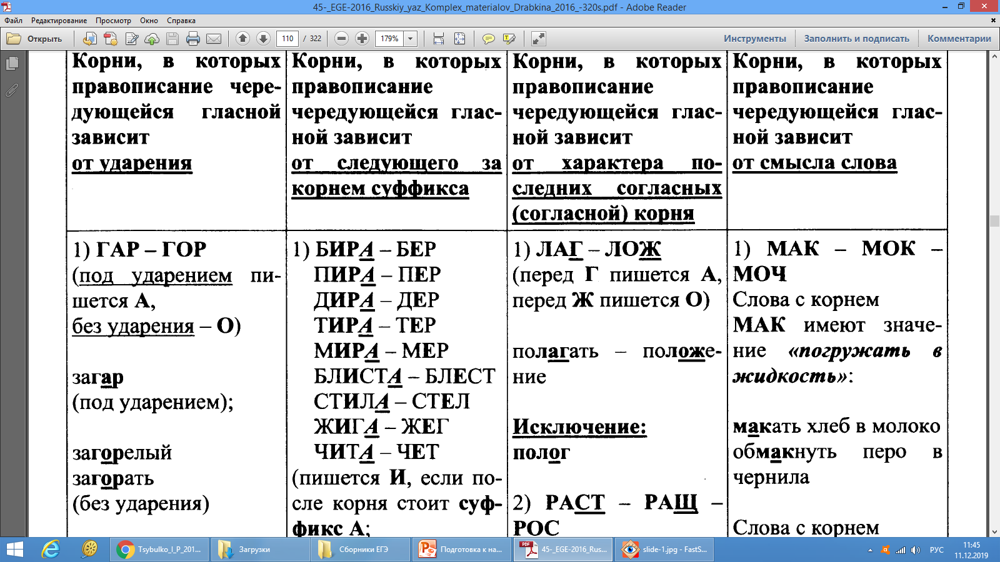 45-_EGE-2016_Russkiy_yaz_Komplex_materialov_Drabkina_2016_-320s.pdf - Adobe Reader
Файл Редактирование Просмотр Окно Справка
Открыть 110 / 322 179% Инструменты Заполнить и подписать Комментарии
Корни, в которых
правописание чере-
дующейся гласной
зависит
от ударения
Корни, в которых
правописание
чередующейся глас-
ной зависит
от следующего за
корнем суффикса
Корни, в которых
правописание
чередующейся глас-
ной зависит
от характера по-
следних согласных
(согласной) корня
Корни, в которых
правописание
чередующейся глас-
ной зависит
от смысла слова
1) ГАР – ГОР
(под ударением пи-
шется А,
без ударения – О)
загар
(под ударением);
загорелый
загорать
(без ударения)
1) БИРА – БЕР
ПИРА – ПЕР
ДИРА – ДЕР
ТИРА – ТЕР
МИРА – МЕР
БЛИСТА – БЛЕСТ
СТИЛА – СТЕЛ
ЖИГА – ЖЕГ
ЧИТА – ЧЕТ
(пишется И, если по-
сле корня стоит суф-
фикс А;
1) ЛАГ – ЛОЖ
(перед Г пишется А,
перед Ж пишется О)
полагать – положе-
ние
Исключение:
полог
2) РАСТ – РАЩ –
РОС
1) МАК – МОК –
МОЧ
Слова с корнем
МАК имеют значе-
ние «погружать в
жидкость»:
макать хлеб в молоко
обмакнуть перо в
чернила
Слова с корнем
Tsybulko_I_P_201...
Загрузки
Сборники ЕГЭ
Подготовка к на...
45-_EGE-2016_Rus...
slide-1.jpg - FastS...
РУС
11:45
11.12.2019